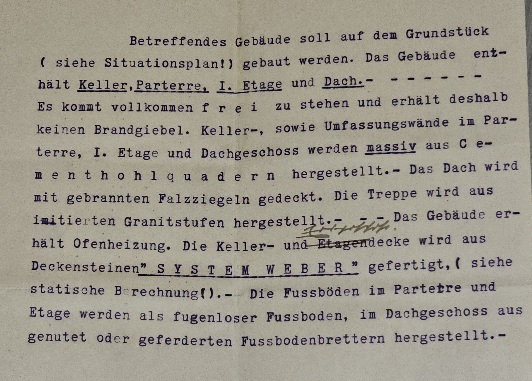 Betreffendes Gebäude soll auf dem Grundstück
( siehe Situationsplan!) gebaut werden. Das Gebäude ent-
hält Keller, Parterre, I. Etage und Dach.- - - - - - -
Es kommt vollkommen f r e i zu stehen und erhält deshalb
keinen Brandgiebel. Keller-, sowie Umfassungswände im Par-
terre, I. Etage und Dachgeschoss werden massiv aus C e-
m e n t h o h l q u a d e r n hergestellt.- Das Dach wird
mit gebrannten Falzziegeln gedeckt. Die Treppe wird aus
imitierten Granitstufen hergestellt.- - - Das Gebäude er-
hält Ofenheizung. Die Keller- und Etagendecke wird aus
Deckensteinen" S Y S T E M W E B E R " gefertigt,( siehe
statische Berechnung!).- Die Fussböden im Parterre und
Etage werden als fugenloser Fussboden, im Dachgeschoss aus
genutet oder gefederten Fussbodenbrettern hergestellt.-